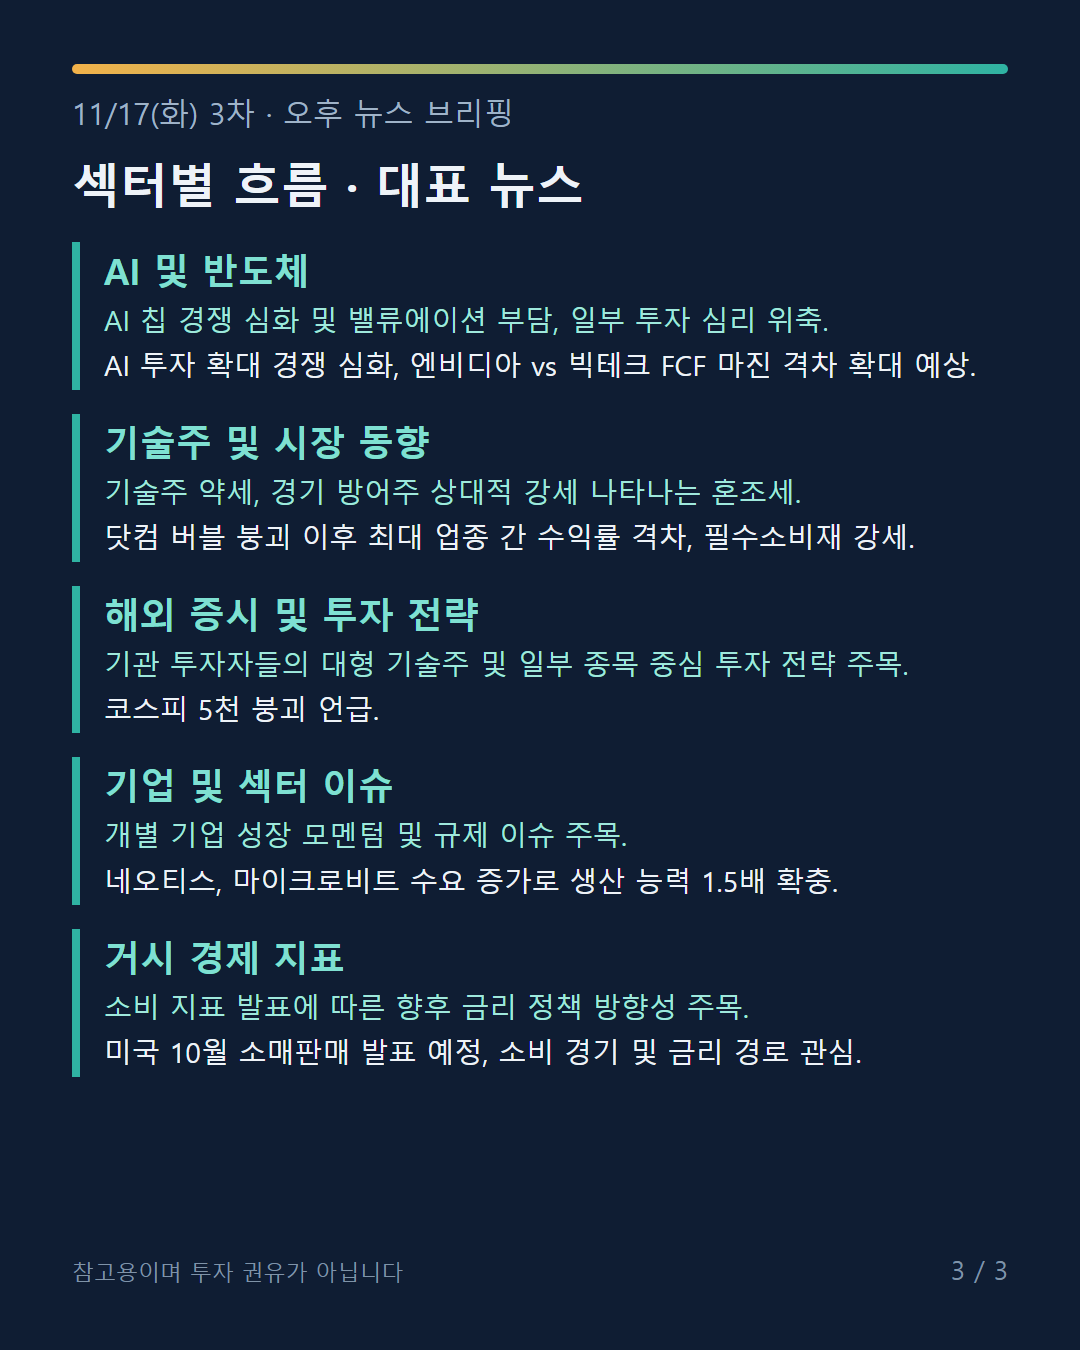 11/17(화) 3차 · 오후 뉴스 브리핑
섹터별 흐름 · 대표 뉴스
AI 및 반도체
AI 칩 경쟁 심화 및 밸류에이션 부담, 일부 투자 심리 위축.
AI 투자 확대 경쟁 심화, 엔비디아 vs 빅테크 FCF 마진 격차 확대 예상.
기술주 및 시장 동향
기술주 약세, 경기 방어주 상대적 강세 나타나는 혼조세.
닷컴 버블 붕괴 이후 최대 업종 간 수익률 격차, 필수소비재 강세.
해외 증시 및 투자 전략
기관 투자자들의 대형 기술주 및 일부 종목 중심 투자 전략 주목.
코스피 5천 붕괴 언급.
기업 및 섹터 이슈
개별 기업 성장 모멘텀 및 규제 이슈 주목.
네오티스, 마이크로비트 수요 증가로 생산 능력 1.5배 확충.
거시 경제 지표
소비 지표 발표에 따른 향후 금리 정책 방향성 주목.
미국 10월 소매판매 발표 예정, 소비 경기 및 금리 경로 관심.
참고용이며 투자 권유가 아닙니다
3 / 3